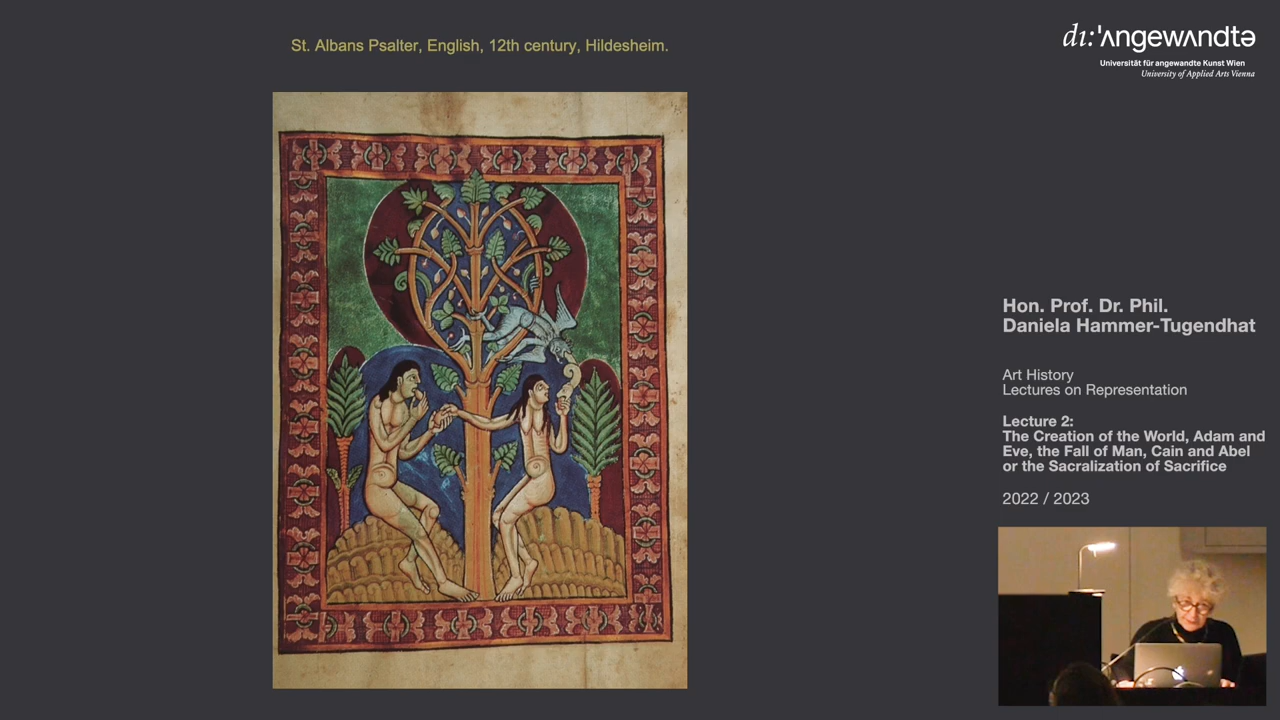 St. Albans Psalter, English, 12th century, Hildesheim.
dı:'ʌngewʌndtə
Universität für angewandte Kunst Wien
University of Applied Arts Vienna
Hon. Prof. Dr. Phil.
Daniela Hammer-Tugendhat
Art History
Lectures on Representation
Lecture 2:
The Creation of the World, Adam and
Eve, the Fall of Man, Cain and Abel
or the Sacralization of Sacrifice
2022 / 2023